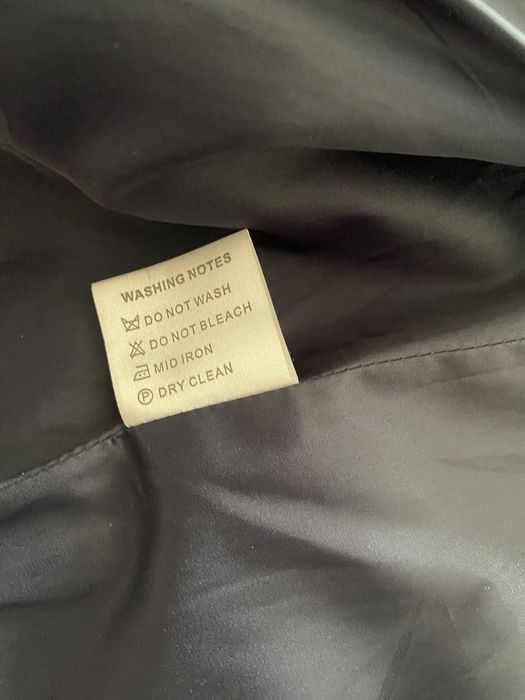 WASHING NOTES
DO NOT WASH
DO NOT BLEACH
MID IRON
P DRY CLEAN